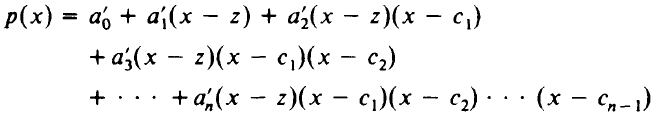 p(x) = a′₀ + a′₁(x − z) + a′₂(x − z)(x − c₁)
+ a′₃(x − z)(x − c₁)(x − c₂)
+ · · · + a′ₙ(x − z)(x − c₁)(x − c₂) · · · (x − cₙ₋₁)